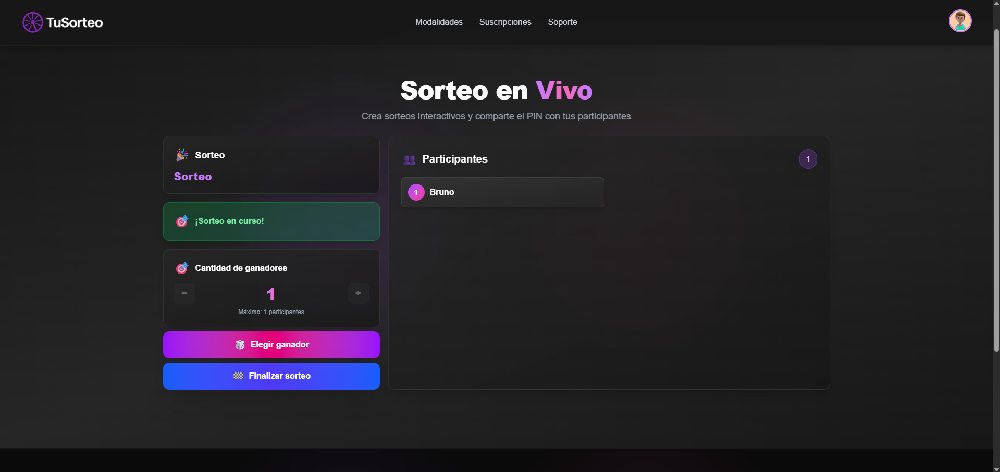 TuSorteo
Modalidades
Suscripciones
Soporte
Sorteo en Vivo
Crea sorteos interactivos y comparte el PIN con tus participantes
Sorteo
Sorteo
¡Sorteo en curso!
Cantidad de ganadores
−
1
+
Máximo: 1 participantes
Elegir ganador
Finalizar sorteo
Participantes
1
1
Bruno